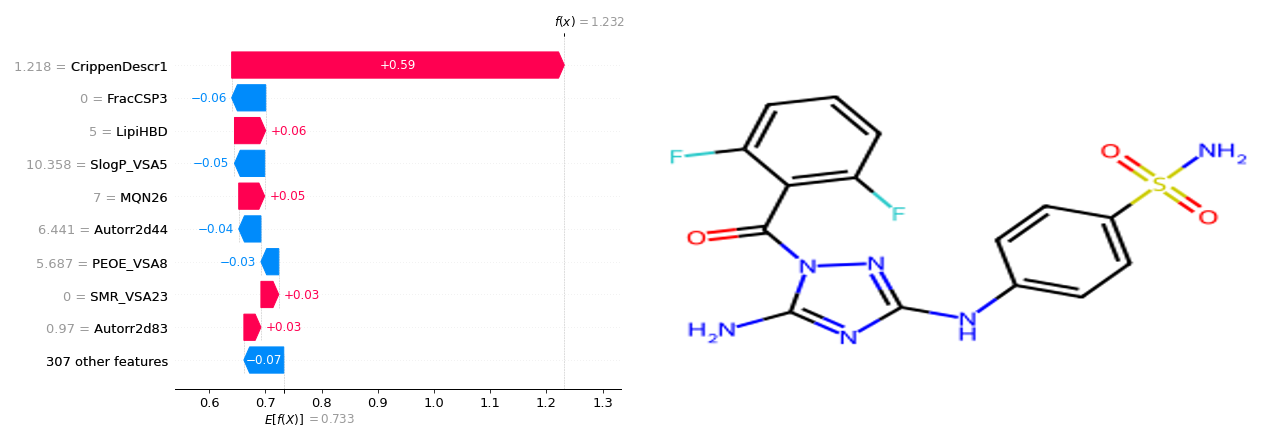 f(x) = 1.232
1.218 = CrippenDescr1
+0.59
0 = FracCSP3
−0.06
5 = LipiHBD
+0.06
10.358 = SlogP_VSA5
−0.05
7 = MQN26
+0.05
6.441 = Autorr2d44
−0.04
5.687 = PEOE_VSA8
−0.03
0 = SMR_VSA23
+0.03
0.97 = Autorr2d83
+0.03
307 other features
−0.07
0.6 0.7 0.8 0.9 1.0 1.1 1.2 1.3
E[f(X)] = 0.733
F
F
O
N
N
N
H2N
N
H
O
S
O
NH2